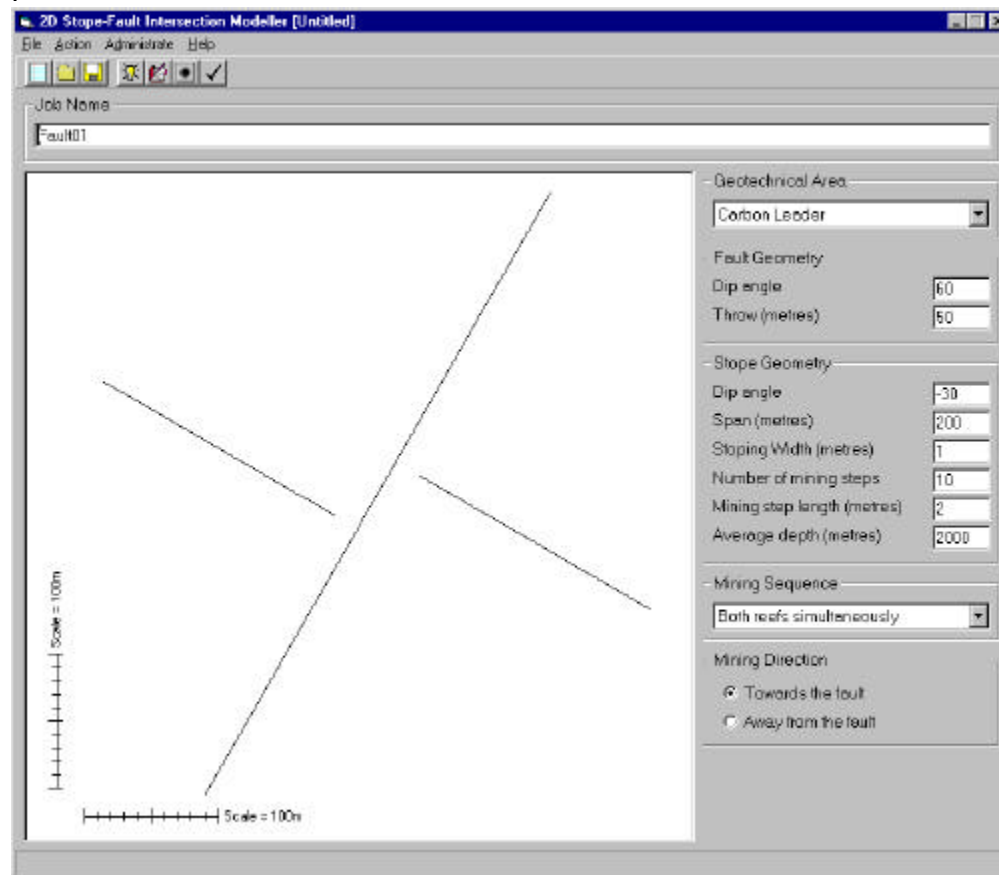 2D Stope-Fault Intersection Modeller [Untitled]
File Action Administrate Help
Job Name
Fault01
Geotechnical Area
Carbon Leader
Fault Geometry
Dip angle 60
Throw (metres) 50
Stope Geometry
Dip angle -30
Span (metres) 200
Stoping Width (metres) 1
Number of mining steps 10
Mining step length (metres) 2
Average depth (metres) 2000
Mining Sequence
Both reefs simultaneously
Mining Direction
Towards the fault
Away from the fault
Scale = 100m
Scale = 100m